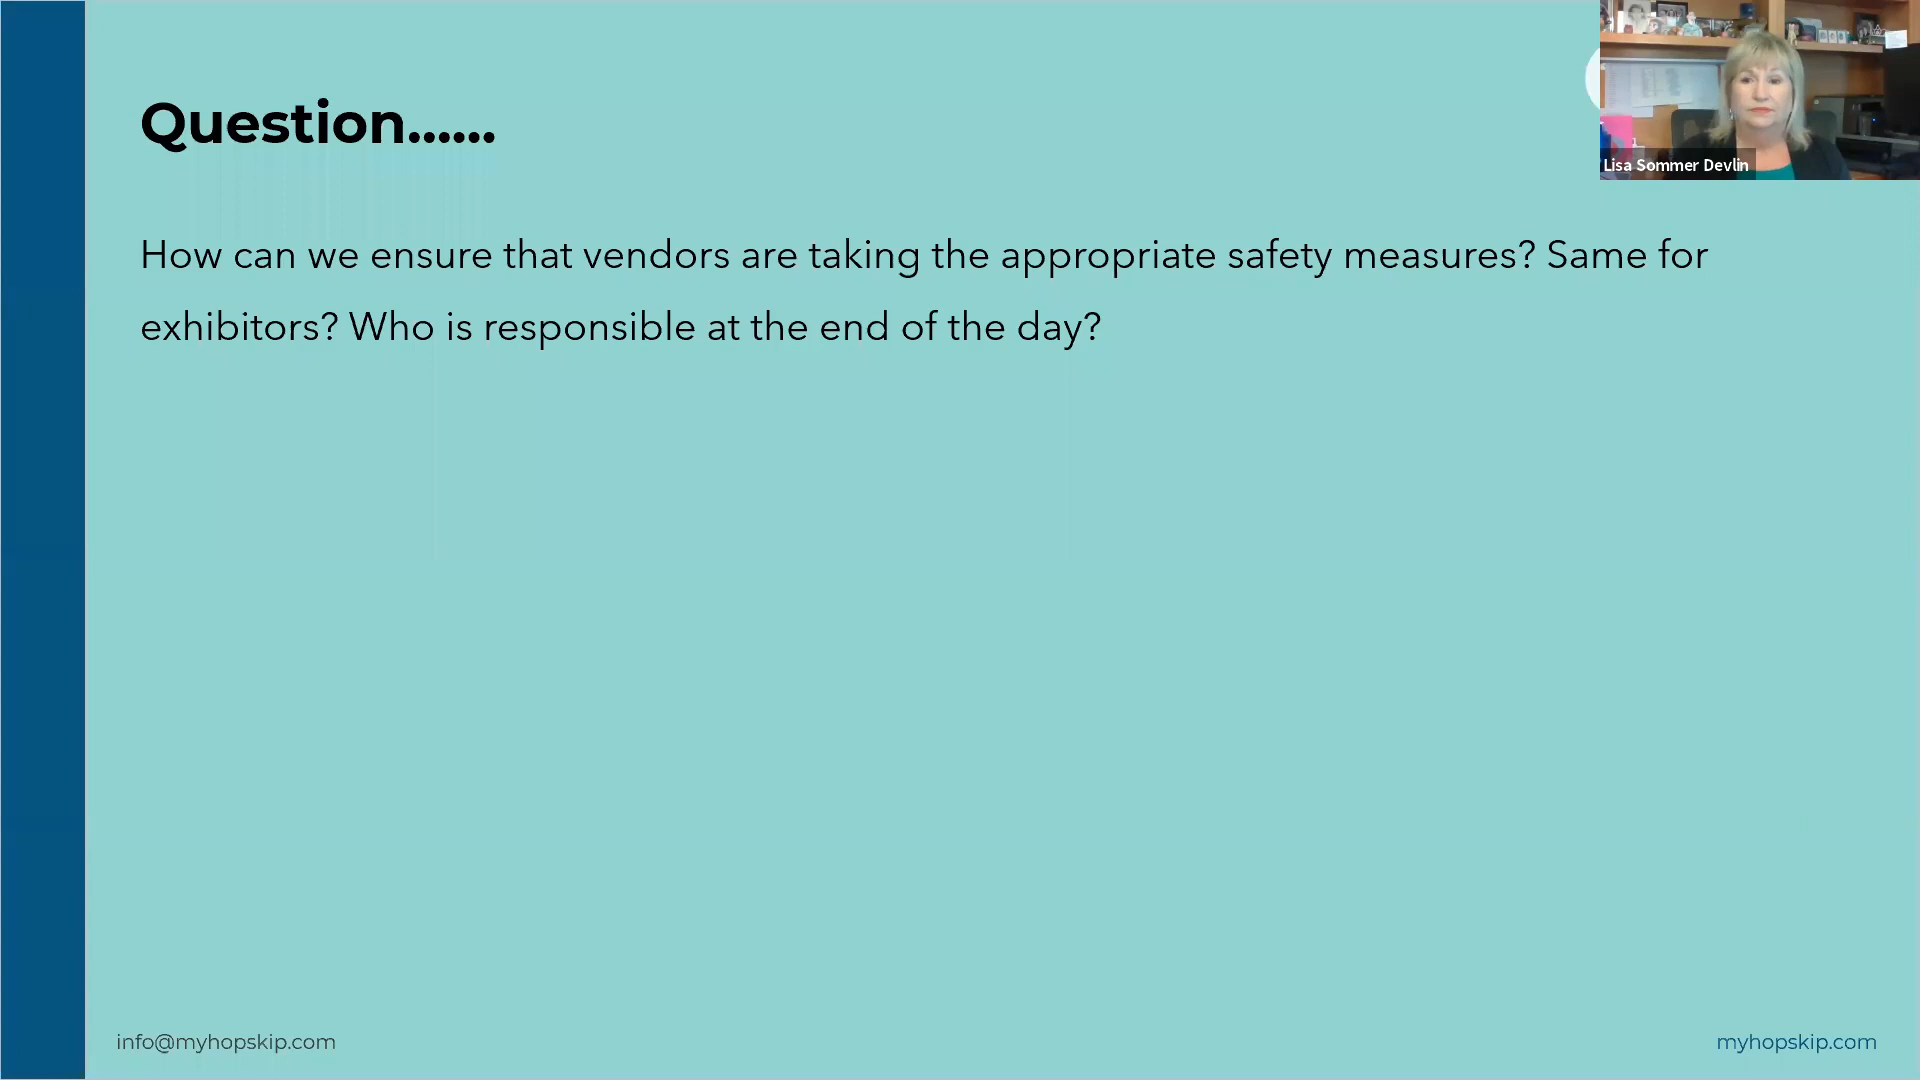 Question......
Lisa Sommer Devlin
How can we ensure that vendors are taking the appropriate safety measures? Same for
exhibitors? Who is responsible at the end of the day?
info@myhopskip.com
myhopskip.com